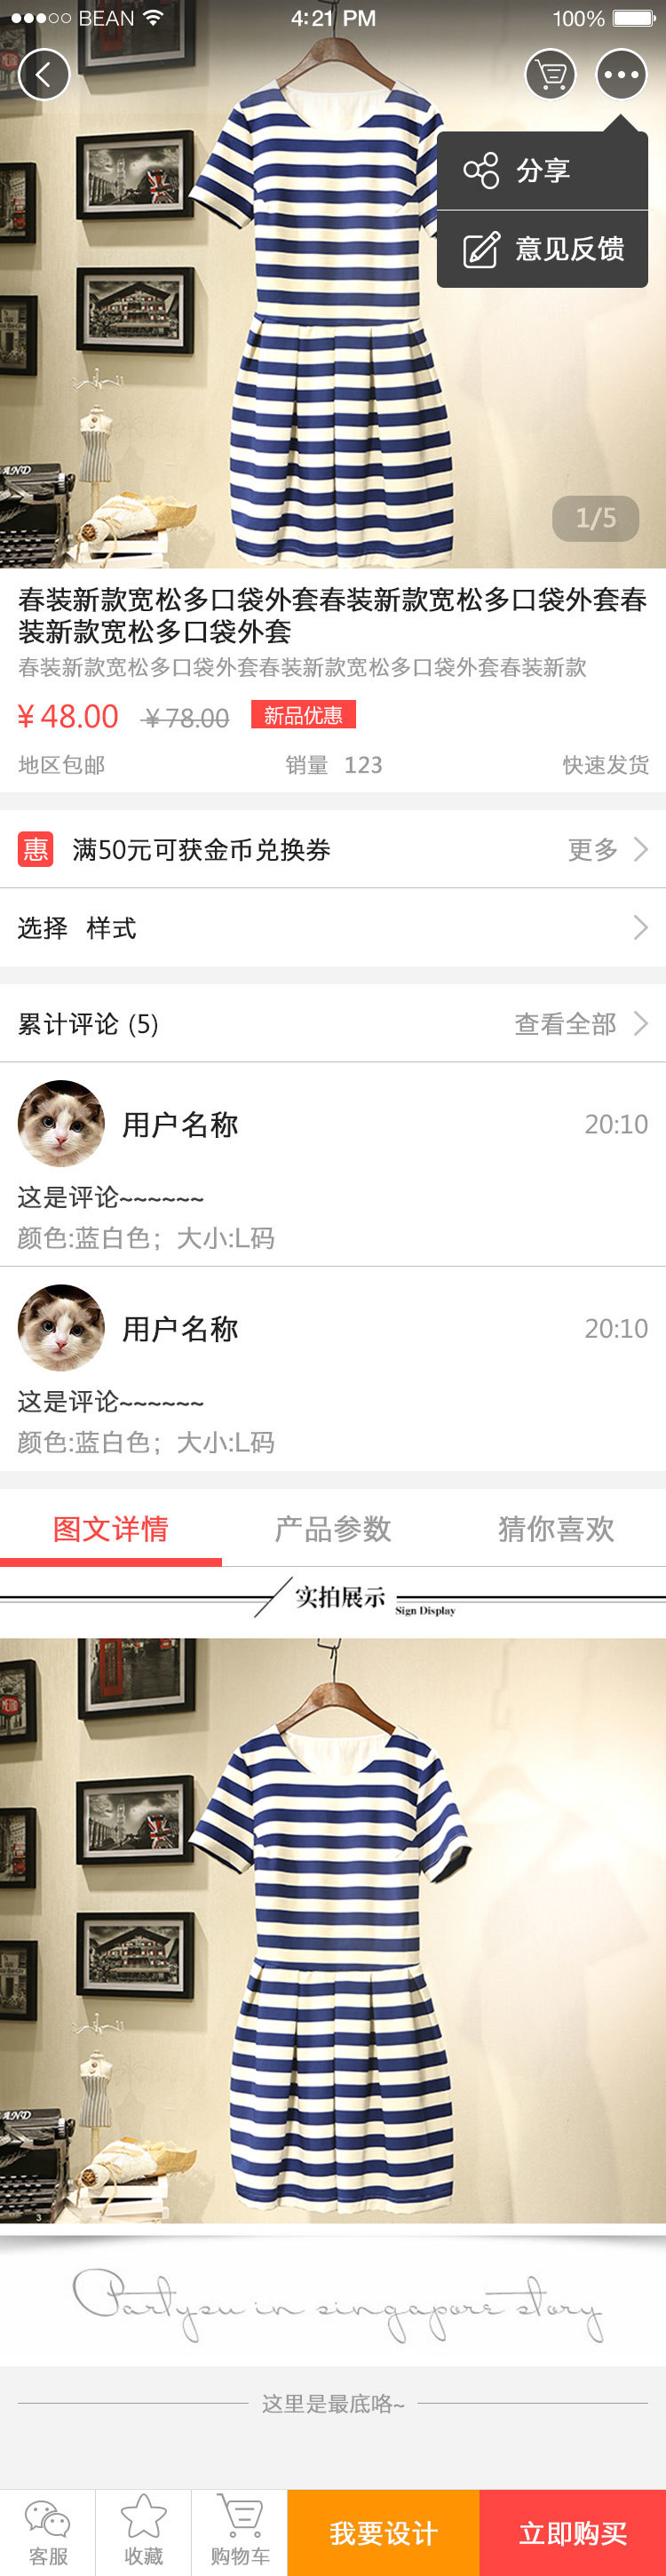 BEAN
4:21 PM
100%
分享
意见反馈
1/5
春装新款宽松多口袋外套春装新款宽松多口袋外套春
装新款宽松多口袋外套
春装新款宽松多口袋外套春装新款宽松多口袋外套春装新款
¥48.00 ¥78.00 新品优惠
地区包邮 销量 123 快速发货
惠 满50元可获金币兑换券 更多
选择 样式
累计评论 (5) 查看全部
用户名称 20:10
这是评论~~~~~~
颜色:蓝白色；大小:L码
用户名称 20:10
这是评论~~~~~~
颜色:蓝白色；大小:L码
图文详情 产品参数 猜你喜欢
实拍展示 Sign Display
Partysu in singapore story
这里是最底咯~
客服 收藏 购物车 我要设计 立即购买